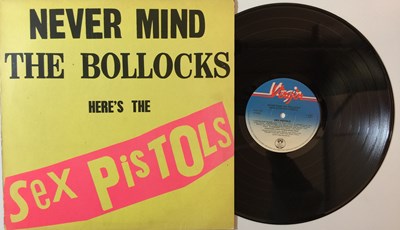 NEVER MIND
THE BOLLOCKS
HERE'S THE
Sex PisTOLS
Virgin